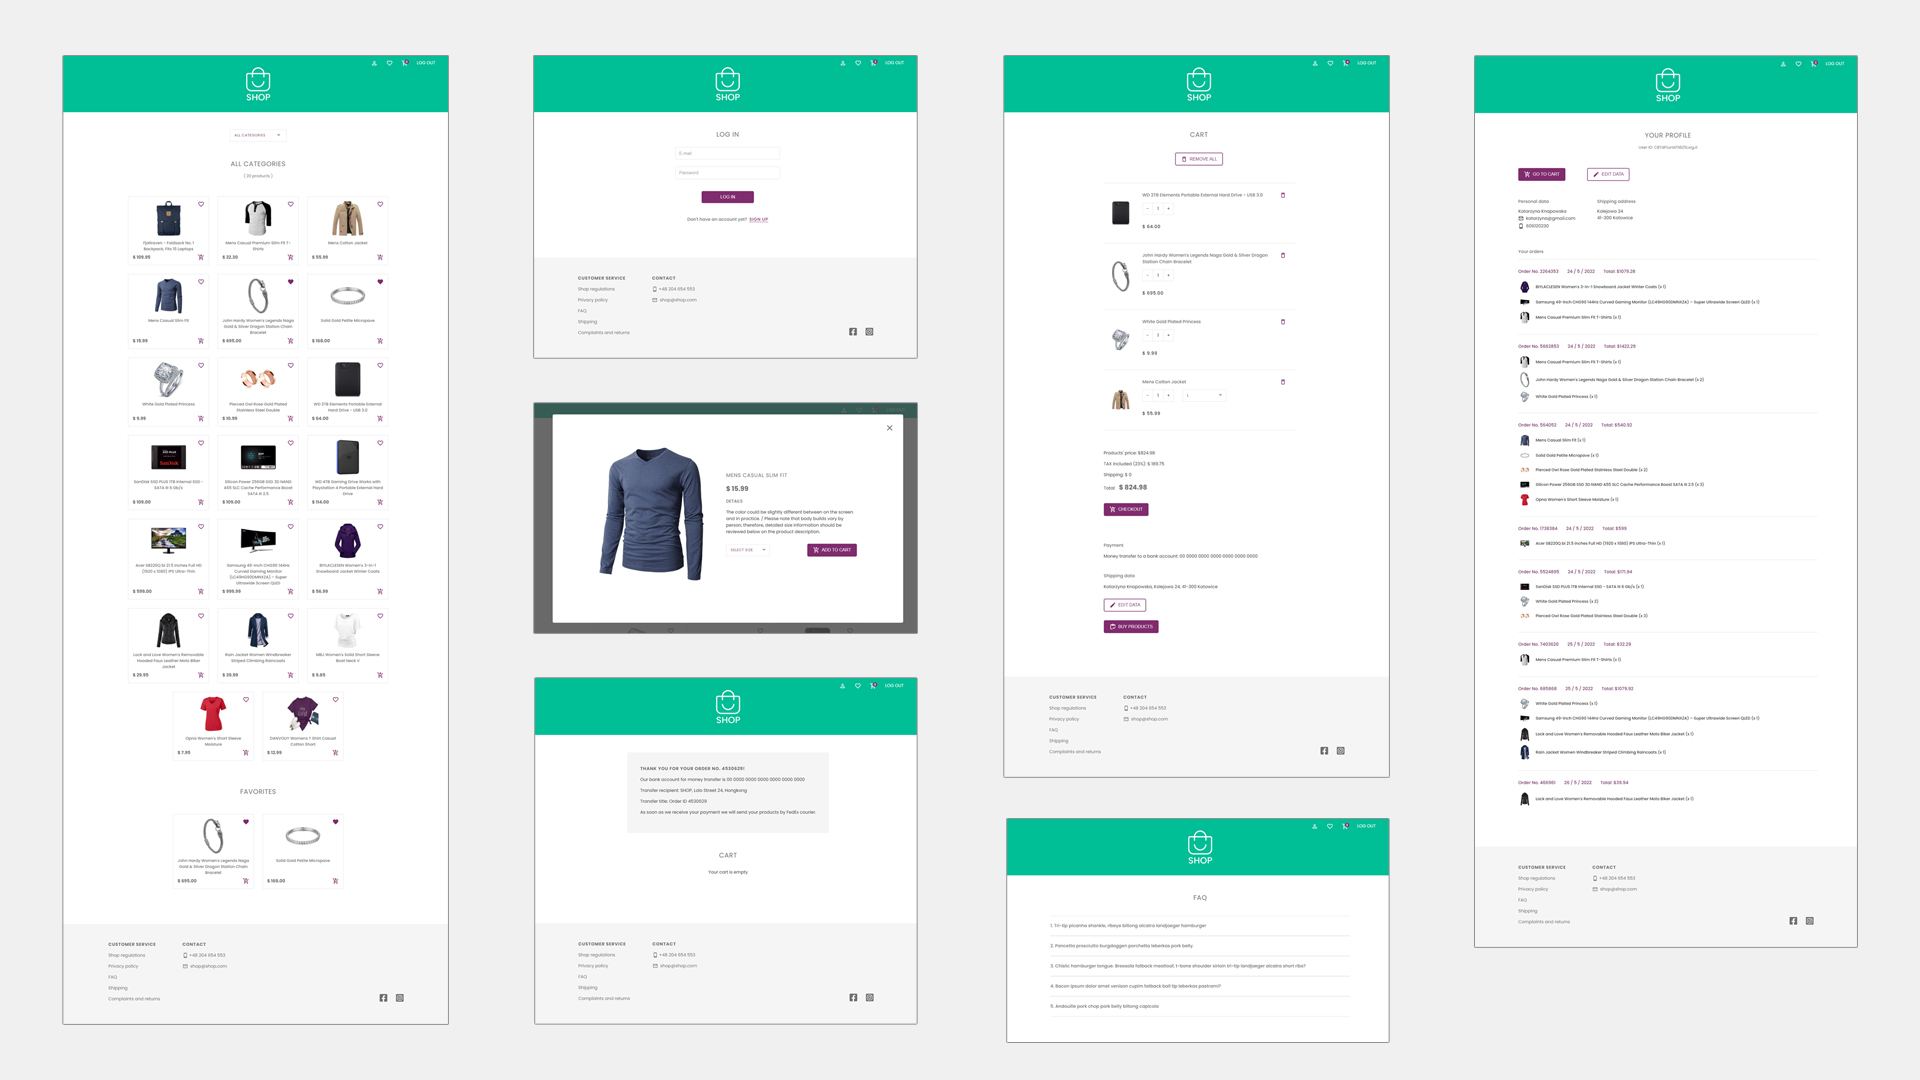 LOG OUT
SHOP
ALL CATEGORIES
ALL CATEGORIES
( 20 products )
Fjallraven - Foldsack No. 1
Backpack, Fits 15 Laptops
$ 109.95
Mens Casual Premium Slim Fit T-
Shirts
$ 22.30
Mens Cotton Jacket
$ 55.99
Mens Casual Slim Fit
$ 15.99
John Hardy Women's Legends Naga
Gold & Silver Dragon Station Chain
Bracelet
$ 695.00
Solid Gold Petite Micropave
$ 168.00
White Gold Plated Princess
$ 9.99
Pierced Owl Rose Gold Plated
Stainless Steel Double
$ 10.99
WD 2TB Elements Portable External
Hard Drive - USB 3.0
$ 64.00
SanDisk SSD PLUS 1TB Internal SSD -
SATA III 6 Gb/s
$ 109.00
Silicon Power 256GB SSD 3D NAND
A55 SLC Cache Performance Boost
SATA III 2.5
$ 109.00
WD 4TB Gaming Drive Works with
Playstation 4 Portable External Hard
Drive
$ 114.00
Acer SB220Q bi 21.5 inches Full HD
(1920 x 1080) IPS Ultra-Thin
$ 599.00
Samsung 49-Inch CHG90 144Hz
Curved Gaming Monitor
(LC49HG90DMNXZA) – Super
Ultrawide Screen QLED
$ 999.99
BIYLACLESEN Women's 3-in-1
Snowboard Jacket Winter Coats
$ 56.99
Lock and Love Women's Removable
Hooded Faux Leather Moto Biker
Jacket
$ 29.95
Rain Jacket Women Windbreaker
Striped Climbing Raincoats
$ 39.99
MBJ Women's Solid Short Sleeve
Boat Neck V
$ 9.85
Opna Women's Short Sleeve
Moisture
$ 7.95
DANVOUY Womens T Shirt Casual
Cotton Short
$ 12.99
FAVORITES
John Hardy Women's Legends Naga
Gold & Silver Dragon Station Chain
Bracelet
$ 695.00
Solid Gold Petite Micropave
$ 168.00
CUSTOMER SERVICE
Shop regulations
Privacy policy
FAQ
Shipping
Complaints and returns
CONTACT
+48 204 654 553
shop@shop.com
LOG OUT
SHOP
LOG IN
E-mail
Password
LOG IN
Don't have an account yet? SIGN UP
CUSTOMER SERVICE
Shop regulations
Privacy policy
FAQ
Shipping
Complaints and returns
CONTACT
+48 204 654 553
shop@shop.com
MENS CASUAL SLIM FIT
$ 15.99
DETAILS
The color could be slightly different between on the screen
and in practice. / Please note that body builds vary by
person, therefore, detailed size information should be
reviewed below on the product description.
SELECT SIZE
ADD TO CART
LOG OUT
SHOP
THANK YOU FOR YOUR ORDER NO. 4530629!
Our bank account for money transfer is 00 0000 0000 0000 0000 0000 0000
Transfer recipient: SHOP, Lolo Street 24, Hongkong
Transfer title: Order ID 4530629
As soon as we receive your payment we will send your products by FedEx courier.
CART
Your cart is empty
CUSTOMER SERVICE
Shop regulations
Privacy policy
FAQ
Shipping
Complaints and returns
CONTACT
+48 204 654 553
shop@shop.com
LOG OUT
SHOP
CART
REMOVE ALL
WD 2TB Elements Portable External Hard Drive - USB 3.0
- 1 +
$ 64.00
John Hardy Women's Legends Naga Gold & Silver Dragon
Station Chain Bracelet
- 1 +
$ 695.00
White Gold Plated Princess
- 1 +
$ 9.99
Mens Cotton Jacket
- 1 + L
$ 55.99
Products' price: $824.98
TAX included (23%): $ 189.75
Shipping: $ 0
Total: $ 824.98
CHECKOUT
Payment:
Money transfer to a bank account: 00 0000 0000 0000 0000 0000 0000
Shipping data:
Katarzyna Knapowska, Kolejowa 24, 41-300 Katowice
EDIT DATA
BUY PRODUCTS
CUSTOMER SERVICE
Shop regulations
Privacy policy
FAQ
Shipping
Complaints and returns
CONTACT
+48 204 654 553
shop@shop.com
LOG OUT
SHOP
FAQ
1. Tri-tip picanha shankle, ribeye biltong alcatra landjaeger hamburger
2. Pancetta prosciutto burgdoggen porchetta leberkas pork belly
3. Chislic hamburger tongue. Bresaola fatback meatloaf, t-bone shoulder sirloin tri-tip landjaeger alcatra short ribs?
4. Bacon ipsum dolor amet venison cupim fatback ball tip leberkas pastrami?
5. Andouille pork chop pork belly biltong capicola
LOG OUT
SHOP
YOUR PROFILE
GO TO CART
EDIT DATA
Personal data
Katarzyna Knapowska
katarzyna@gmail.com
606120230
Shipping address
Kolejowa 24
41-300 Katowice
Your orders
Order No. 2264353 24 / 5 / 2022 Total: $1079.28
BIYLACLESEN Women's 3-in-1 Snowboard Jacket Winter Coats (x 1)
Samsung 49-Inch CHG90 144Hz Curved Gaming Monitor (LC49HG90DMNXZA) – Super Ultrawide Screen QLED (x 1)
Mens Casual Premium Slim Fit T-Shirts (x 1)
Order No. 5662853 24 / 5 / 2022 Total: $1422.29
Mens Casual Premium Slim Fit T-Shirts (x 1)
John Hardy Women's Legends Naga Gold & Silver Dragon Station Chain Bracelet (x 2)
White Gold Plated Princess (x 1)
Order No. 564052 24 / 5 / 2022 Total: $540.92
Mens Casual Slim Fit (x 1)
Solid Gold Petite Micropave (x 1)
Pierced Owl Rose Gold Plated Stainless Steel Double (x 2)
Silicon Power 256GB SSD 3D NAND A55 SLC Cache Performance Boost SATA III 2.5 (x 3)
Opna Women's Short Sleeve Moisture (x 1)
Order No. 1738384 24 / 5 / 2022 Total: $599
Acer SB220Q bi 21.5 inches Full HD (1920 x 1080) IPS Ultra-Thin (x 1)
Order No. 5524695 24 / 5 / 2022 Total: $171.94
SanDisk SSD PLUS 1TB Internal SSD - SATA III 6 Gb/s (x 1)
White Gold Plated Princess (x 2)
Pierced Owl Rose Gold Plated Stainless Steel Double (x 3)
Order No. 7403620 25 / 5 / 2022 Total: $32.29
Mens Casual Premium Slim Fit T-Shirts (x 1)
Order No. 685868 25 / 5 / 2022 Total: $1079.92
White Gold Plated Princess (x 1)
Samsung 49-Inch CHG90 144Hz Curved Gaming Monitor (LC49HG90DMNXZA) – Super Ultrawide Screen QLED (x 1)
Lock and Love Women's Removable Hooded Faux Leather Moto Biker Jacket (x 1)
Rain Jacket Women Windbreaker Striped Climbing Raincoats (x 1)
Order No. 466961 26 / 5 / 2022 Total: $39.94
Lock and Love Women's Removable Hooded Faux Leather Moto Biker Jacket (x 1)
CUSTOMER SERVICE
Shop regulations
Privacy policy
FAQ
Shipping
Complaints and returns
CONTACT
+48 204 654 553
shop@shop.com